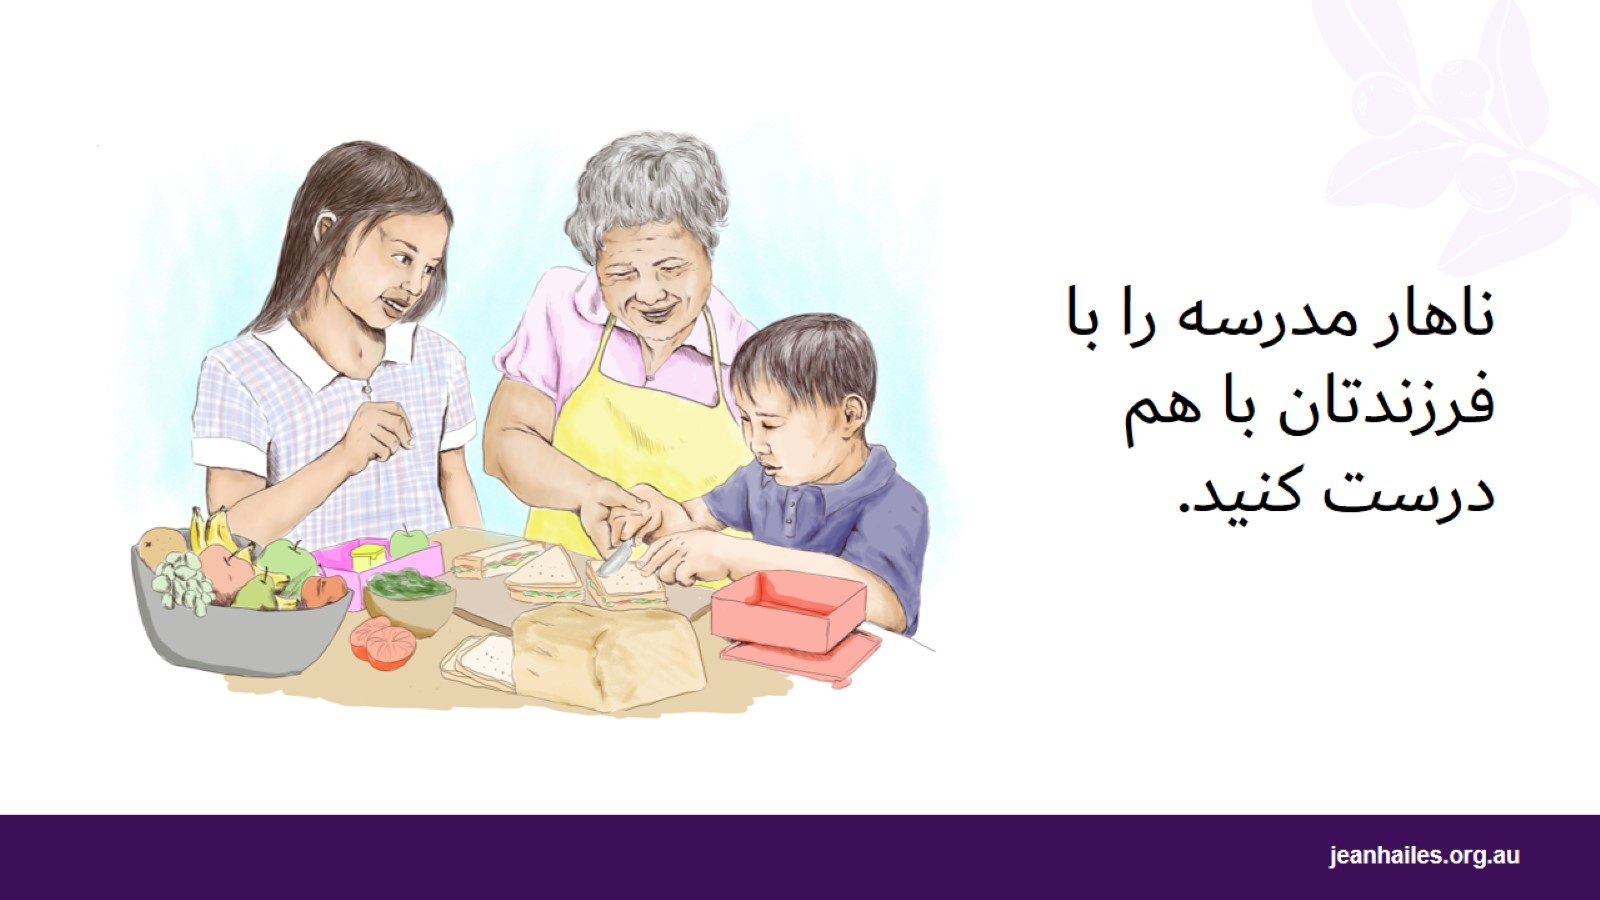 ناهار مدرسه را با
فرزندتان با هم
درست کنید.
jeanhailes.org.au